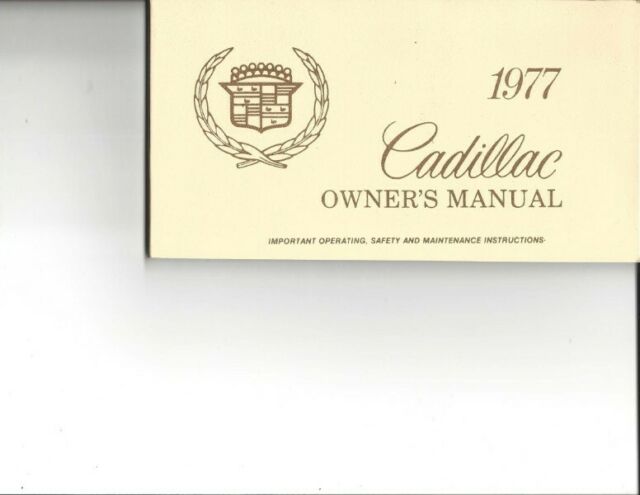 1977
Cadillac
OWNER'S MANUAL
IMPORTANT OPERATING, SAFETY AND MAINTENANCE INSTRUCTIONS